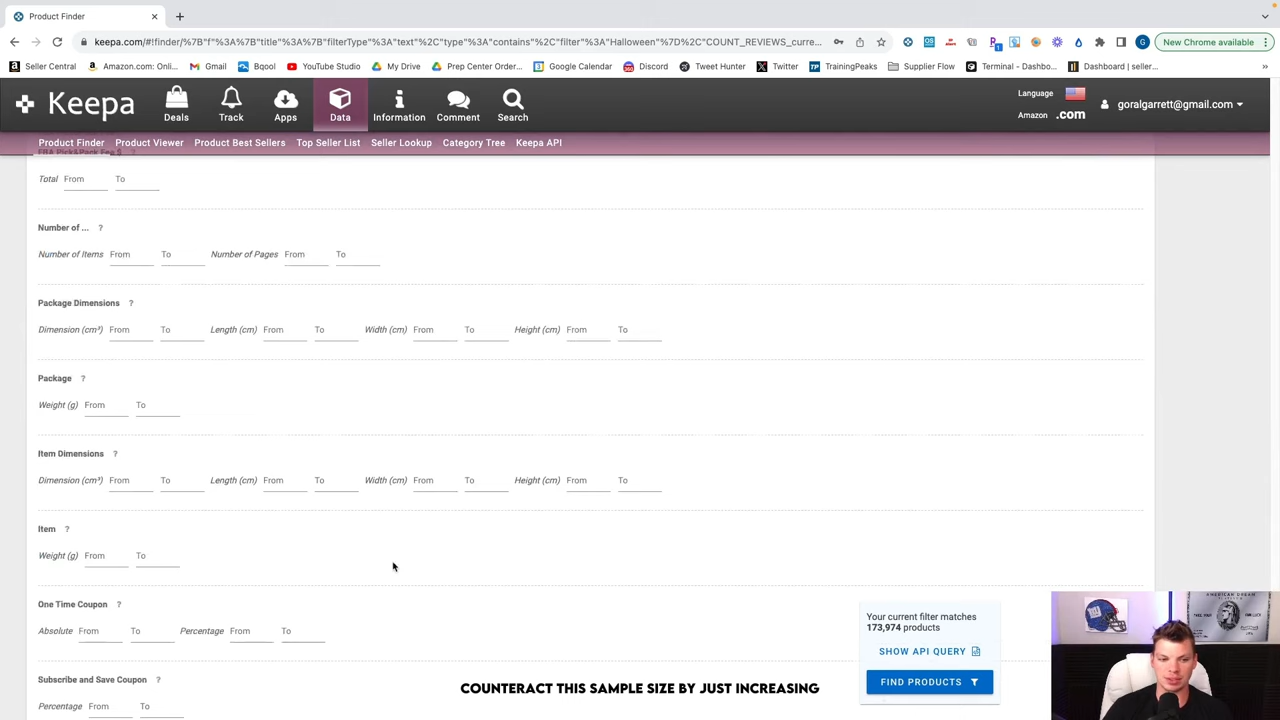 Product Finder
New Chrome available
keepa.com/#!finder/%7B"f"%3A%7B"title"%3A%7B"filterType"%3A"text"%2C"type"%3A"contains"%2C"filter"%3A"Halloween"%7D%2C"COUNT_REVIEWS_curre...
Seller Central
Amazon.com: Onli...
Gmail
Bqool
YouTube Studio
My Drive
Prep Center Order...
Google Calendar
Discord
Tweet Hunter
Twitter
TrainingPeaks
Supplier Flow
Terminal - Dashbo...
Dashboard | seller...
Keepa
Deals
Track
Apps
Data
Information
Comment
Search
Language
Amazon .com
goralgarrett@gmail.com
Product Finder Product Viewer Product Best Sellers Top Seller List Seller Lookup Category Tree Keepa API
FBA Pick&Pack Fee $ ?
Total From To
Number of ... ?
Number of Items From To Number of Pages From To
Package Dimensions ?
Dimension (cm³) From To Length (cm) From To Width (cm) From To Height (cm) From To
Package ?
Weight (g) From To
Item Dimensions ?
Dimension (cm³) From To Length (cm) From To Width (cm) From To Height (cm) From To
Item ?
Weight (g) From To
One Time Coupon ?
Absolute From To Percentage From To
Subscribe and Save Coupon ?
Percentage From To
Your current filter matches
173,974 products
SHOW API QUERY
FIND PRODUCTS
COUNTERACT THIS SAMPLE SIZE BY JUST INCREASING